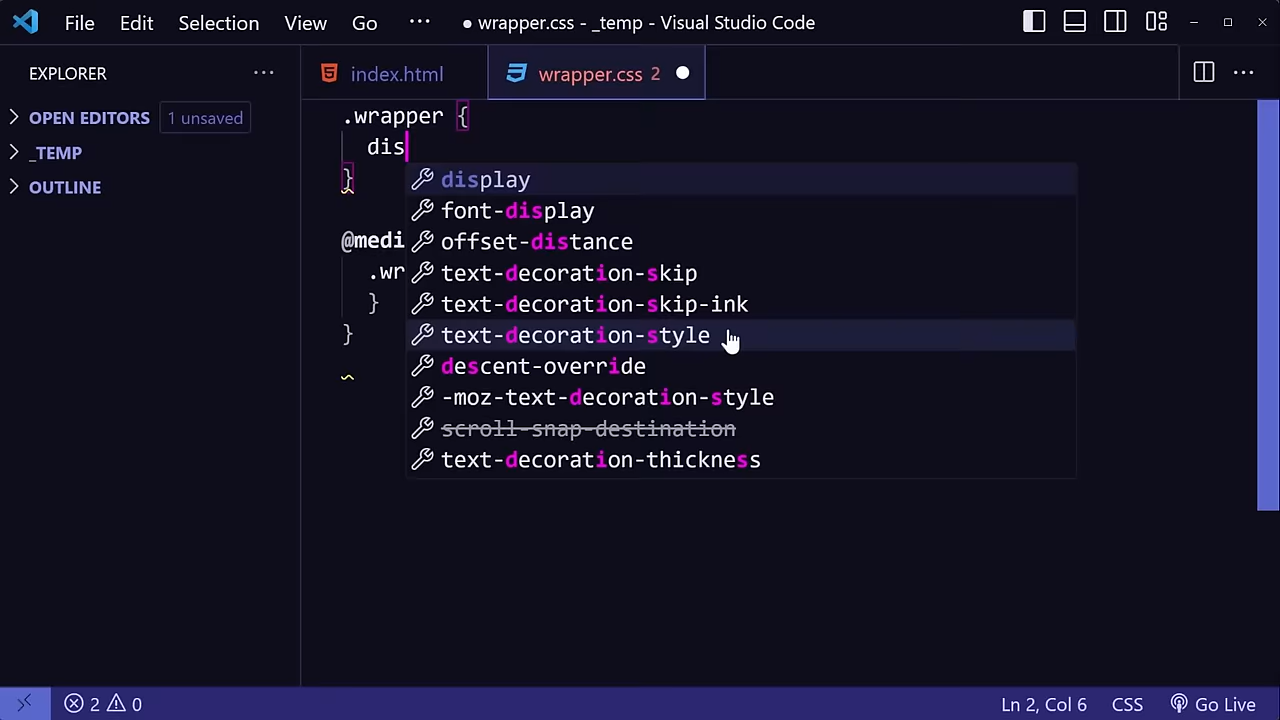 File Edit Selection View Go ··· ● wrapper.css - _temp - Visual Studio Code
EXPLORER ···
index.html
wrapper.css 2 ●
OPEN EDITORS 1 unsaved
_TEMP
OUTLINE
.wrapper {
dis
}
@medi
.wr
}
}
display
font-display
offset-distance
text-decoration-skip
text-decoration-skip-ink
text-decoration-style
descent-override
-moz-text-decoration-style
scroll-snap-destination
text-decoration-thickness
2 0
Ln 2, Col 6 CSS Go Live